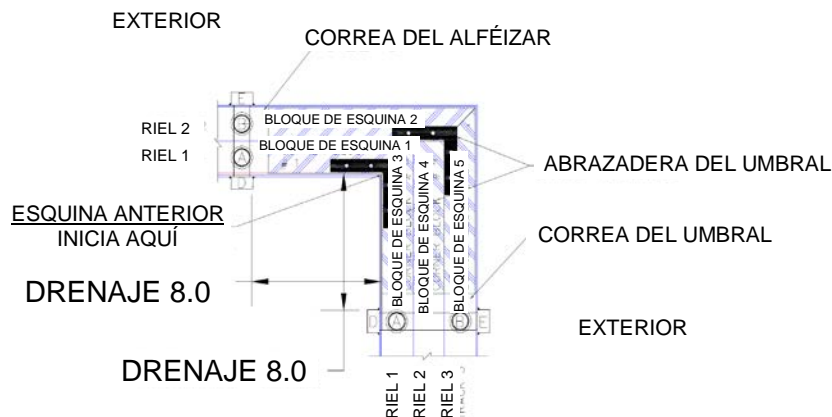 EXTERIOR
CORREA DEL ALFÉIZAR
E
B
RIEL 2
BLOQUE DE ESQUINA 2
RIEL 1
A
BLOQUE DE ESQUINA 1
D
ABRAZADERA DEL UMBRAL
ESQUINA ANTERIOR
INICIA AQUÍ
BLOQUE DE ESQUINA 3
BLOQUE DE ESQUINA 4
BLOQUE DE ESQUINA 5
CORREA DEL UMBRAL
DRENAJE 8.0
D
A
B
E
EXTERIOR
DRENAJE 8.0
RIEL 1
RIEL 2
RIEL 3